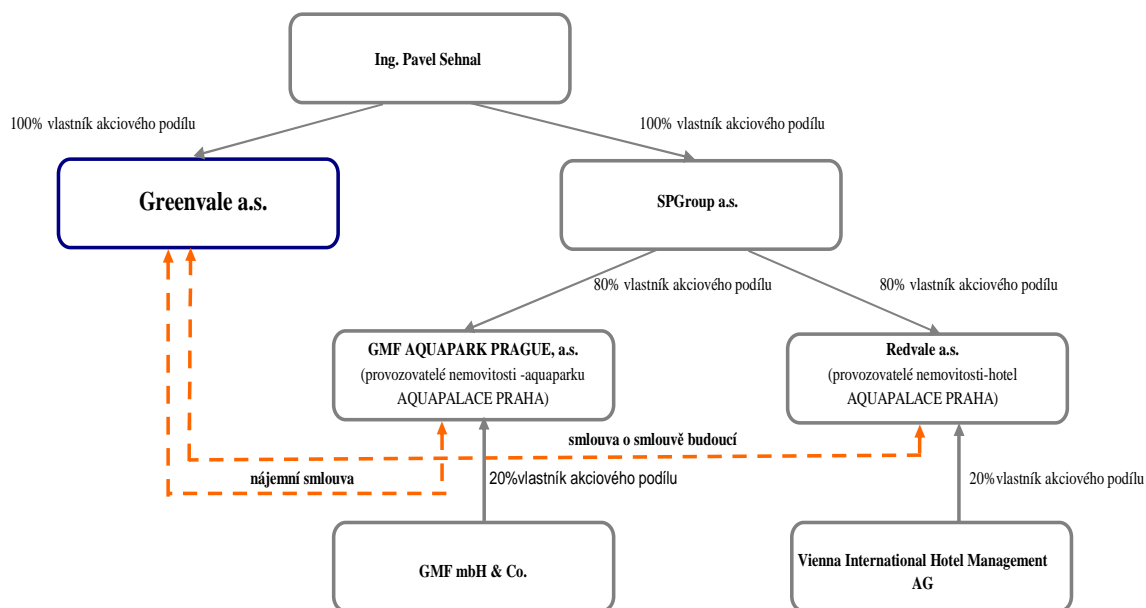 Ing. Pavel Sehnal
100% vlastník akciového podílu
100% vlastník akciového podílu
Greenvale a.s.
SPGroup a.s.
80% vlastník akciového podílu
80% vlastník akciového podílu
GMF AQUAPARK PRAGUE, a.s.
(provozovatelé nemovitosti -aquaparku
AQUAPALACE PRAHA)
Redvale a.s.
(provozovatelé nemovitosti-hotel
AQUAPALACE PRAHA)
smlouva o smlouvě budoucí
nájemní smlouva
20%vlastník akciového podílu
20%vlastník akciového podílu
GMF mbH & Co.
Vienna International Hotel Management
AG